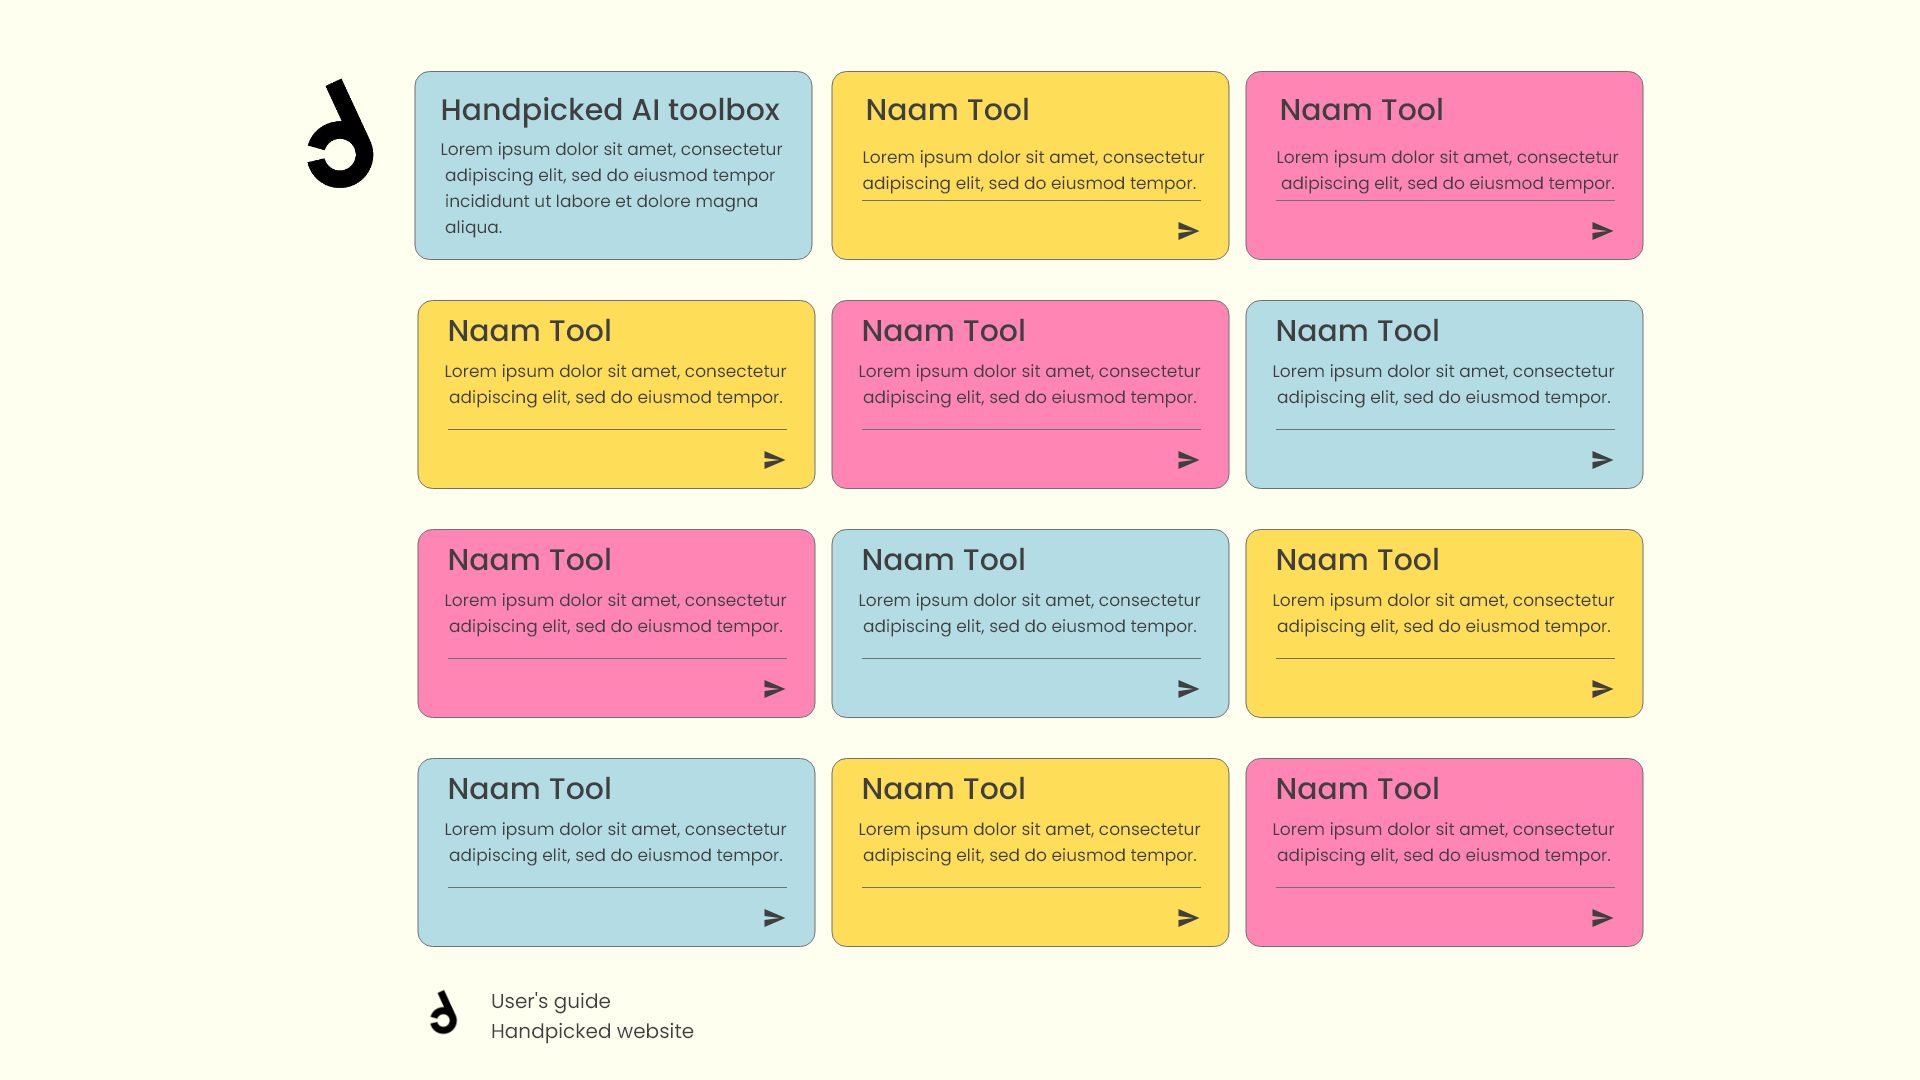 Handpicked AI toolbox
Lorem ipsum dolor sit amet, consectetur
adipiscing elit, sed do eiusmod tempor
incididunt ut labore et dolore magna
aliqua.
Naam Tool
Lorem ipsum dolor sit amet, consectetur
adipiscing elit, sed do eiusmod tempor.
Naam Tool
Lorem ipsum dolor sit amet, consectetur
adipiscing elit, sed do eiusmod tempor.
Naam Tool
Lorem ipsum dolor sit amet, consectetur
adipiscing elit, sed do eiusmod tempor.
Naam Tool
Lorem ipsum dolor sit amet, consectetur
adipiscing elit, sed do eiusmod tempor.
Naam Tool
Lorem ipsum dolor sit amet, consectetur
adipiscing elit, sed do eiusmod tempor.
Naam Tool
Lorem ipsum dolor sit amet, consectetur
adipiscing elit, sed do eiusmod tempor.
Naam Tool
Lorem ipsum dolor sit amet, consectetur
adipiscing elit, sed do eiusmod tempor.
Naam Tool
Lorem ipsum dolor sit amet, consectetur
adipiscing elit, sed do eiusmod tempor.
Naam Tool
Lorem ipsum dolor sit amet, consectetur
adipiscing elit, sed do eiusmod tempor.
Naam Tool
Lorem ipsum dolor sit amet, consectetur
adipiscing elit, sed do eiusmod tempor.
Naam Tool
Lorem ipsum dolor sit amet, consectetur
adipiscing elit, sed do eiusmod tempor.
User's guide
Handpicked website